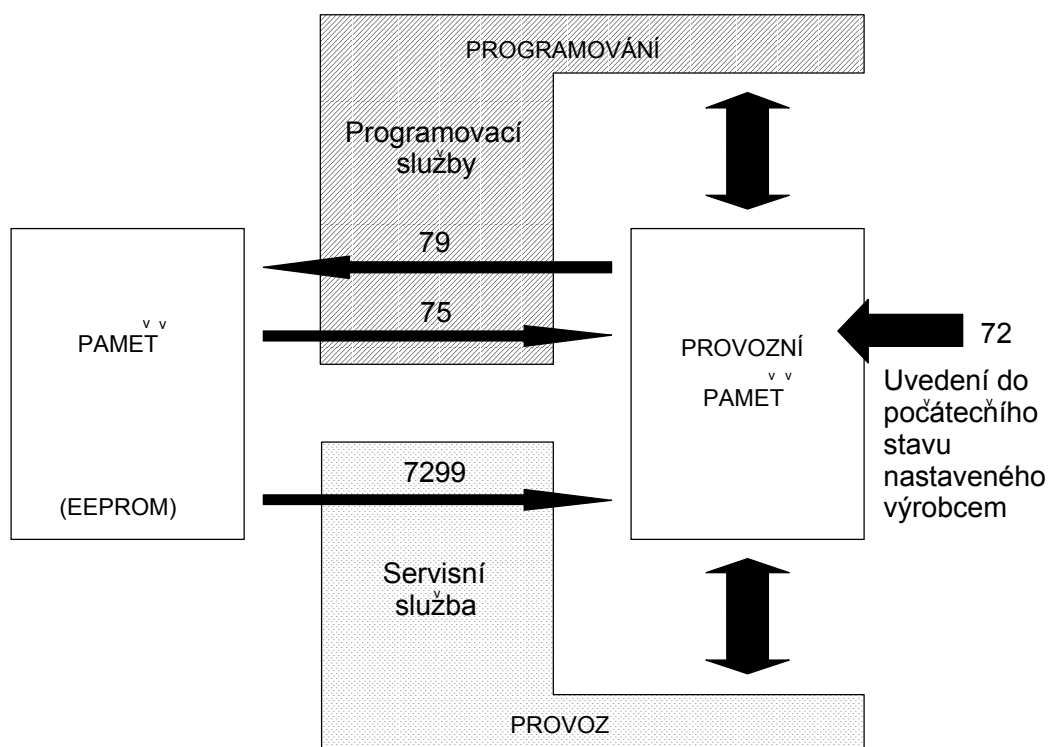 PROGRAMOVÁNÍ
Programovací
služby
79
75
PAMĚŤ
(EEPROM)
PROVOZNÍ
PAMĚŤ
72
Uvedení do
počátečního
stavu
nastaveného
výrobcem
7299
Servisní
služba
PROVOZ